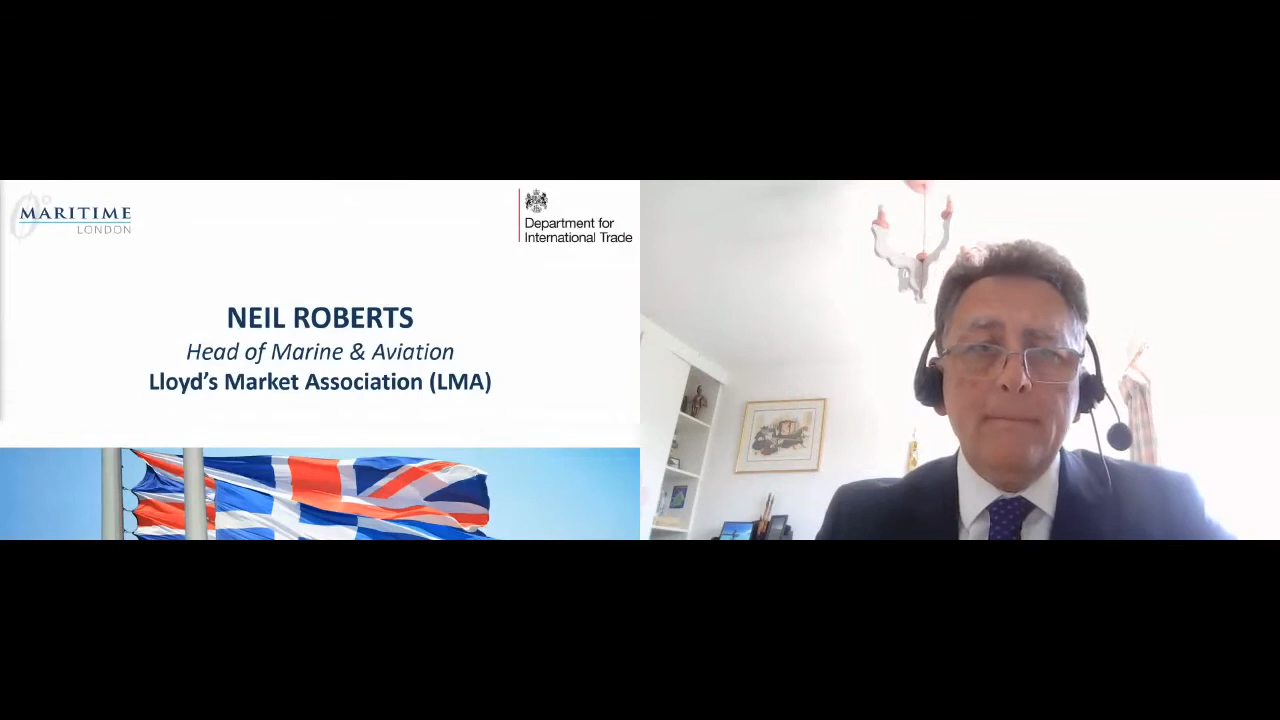 MARITIME
LONDON
Department for
International Trade
NEIL ROBERTS
Head of Marine & Aviation
Lloyd's Market Association (LMA)